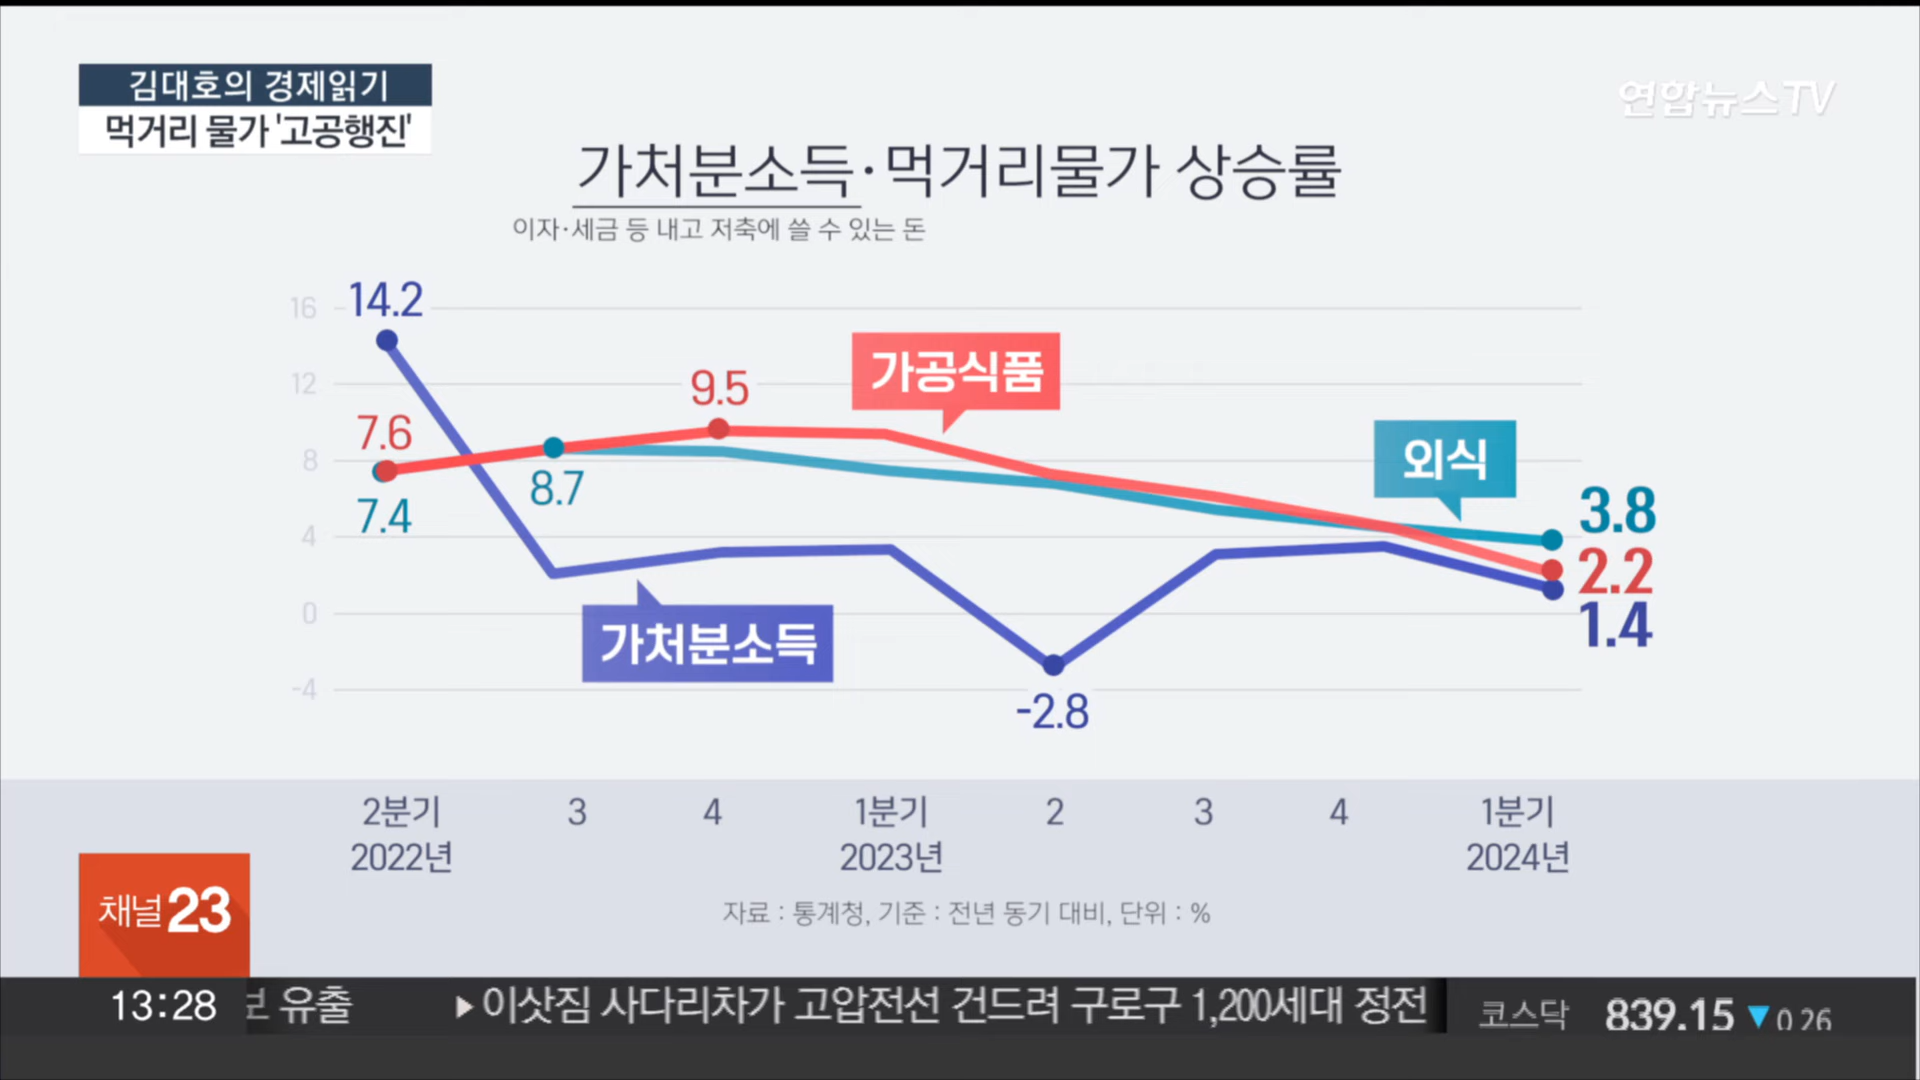 김대호의 경제읽기
먹거리 물가 '고공행진'
연합뉴스TV
가처분소득·먹거리물가 상승률
이자·세금 등 내고 저축에 쓸 수 있는 돈
16
12
8
4
0
-4
14.2
7.6
7.4
8.7
9.5
가공식품
외식
가처분소득
-2.8
3.8
2.2
1.4
2분기 3 4 1분기 2 3 4 1분기
2022년 2023년 2024년
자료 : 통계청, 기준 : 전년 동기 대비, 단위 : %
채널 23
13:28 유출 ▶이삿짐 사다리차가 고압전선 건드려 구로구 1,200세대 정전 코스닥 839.15 ▼0.26